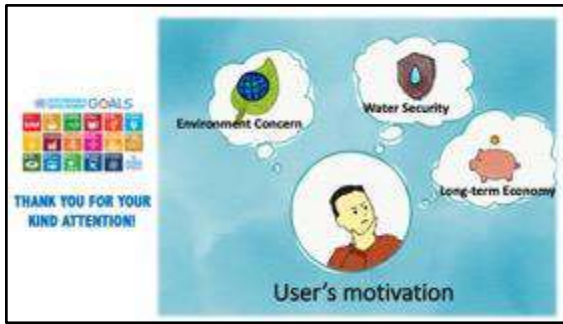 GOALS
THANK YOU FOR YOUR
KIND ATTENTION!
Environment Concern
Water Security
Long-term Economy
User's motivation